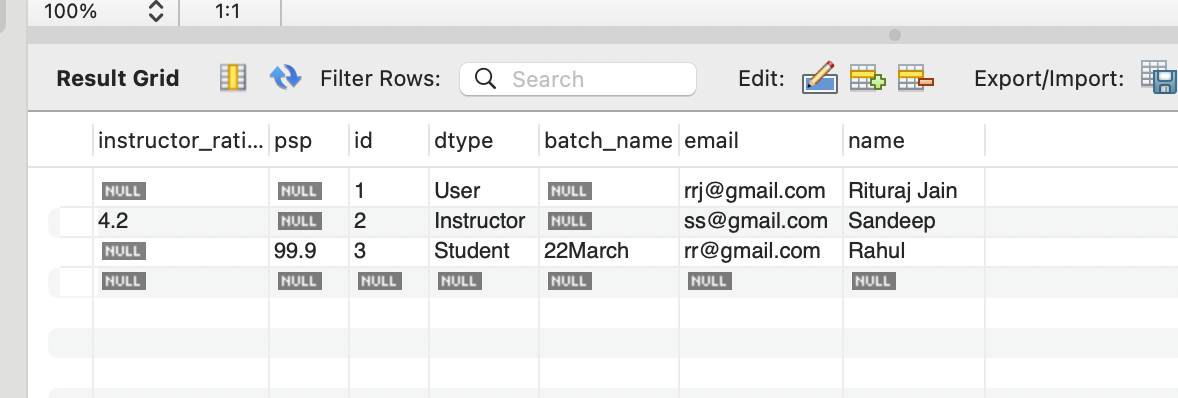 100% 1:1
Result Grid Filter Rows: Search Edit: Export/Import:
instructor_rati... psp id dtype batch_name email name
NULL NULL 1 User NULL rrj@gmail.com Rituraj Jain
4.2 NULL 2 Instructor NULL ss@gmail.com Sandeep
NULL 99.9 3 Student 22March rr@gmail.com Rahul
NULL NULL NULL NULL NULL NULL NULL